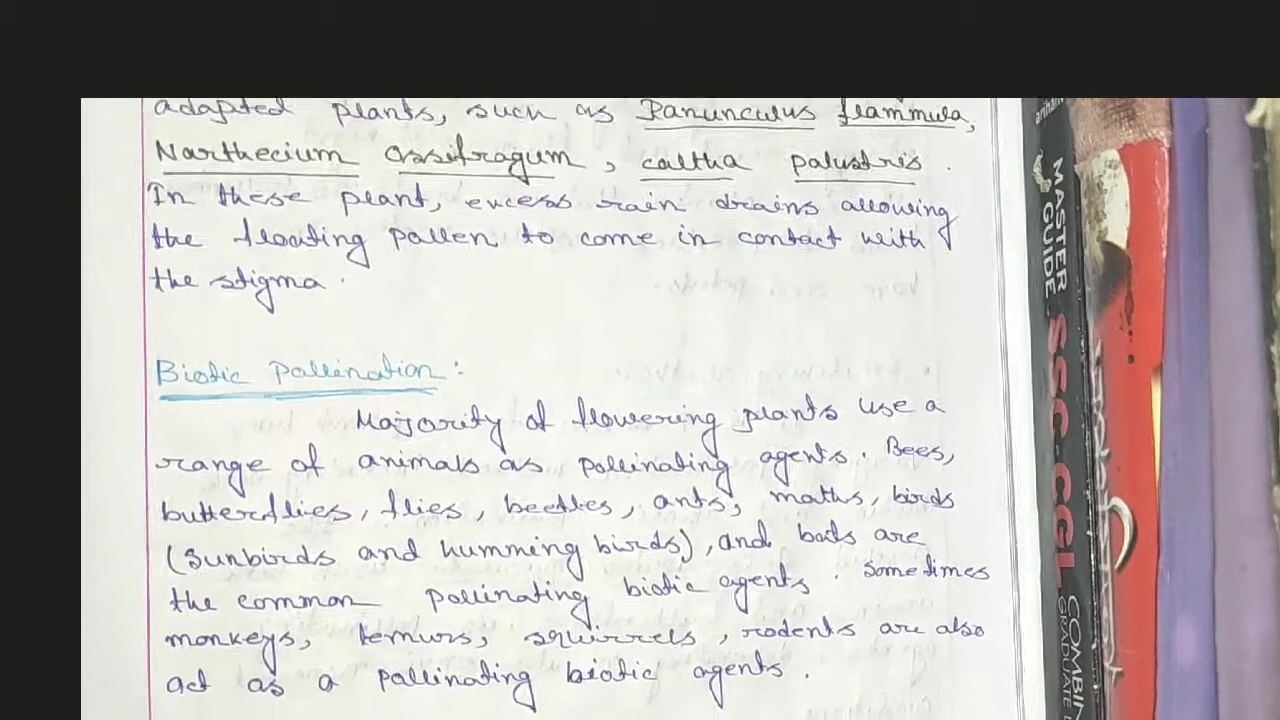 adapted plants, such as Ranunculus flammula,
Narthecium ossifragum, caltha palustris.
In these plant, excess rain drains allowing
the floating pollen to come in contact with
the stigma.
Biotic Pollination:
Majority of flowering plants use a
range of animals as pollinating agents. Bees,
butterflies, flies, beetles, ants, moths, birds
(Sunbirds and humming birds), and bats are
the common pollinating biotic agents. Sometimes
monkeys, lemurs, squirrels, rodents are also
act as a pollinating biotic agents.
MASTER
GUIDE
SSC-CGL
COMBIN
GRADUATE